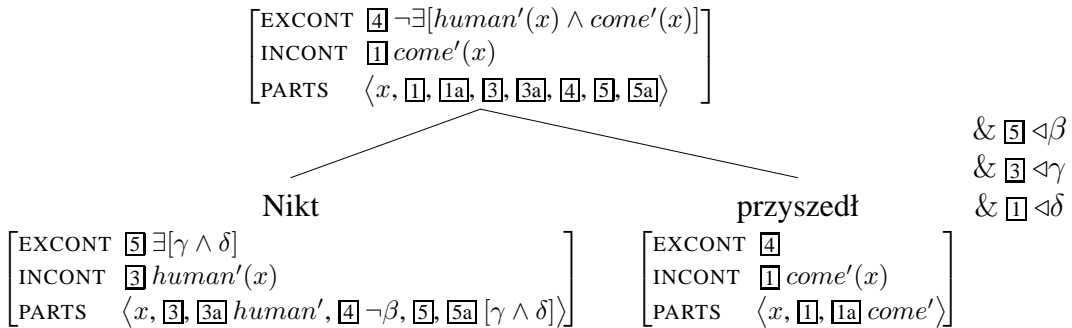 EXCONT 4 ¬∃[human′(x) ∧ come′(x)]
INCONT 1 come′(x)
PARTS ⟨x, 1, 1a, 3, 3a, 4, 5, 5a⟩
& 5 ◁β
& 3 ◁γ
& 1 ◁δ
Nikt
EXCONT 5 ∃[γ ∧ δ]
INCONT 3 human′(x)
PARTS ⟨x, 3, 3a human′, 4 ¬β, 5, 5a [γ ∧ δ]⟩
przyszedł
EXCONT 4
INCONT 1 come′(x)
PARTS ⟨x, 1, 1a come′⟩